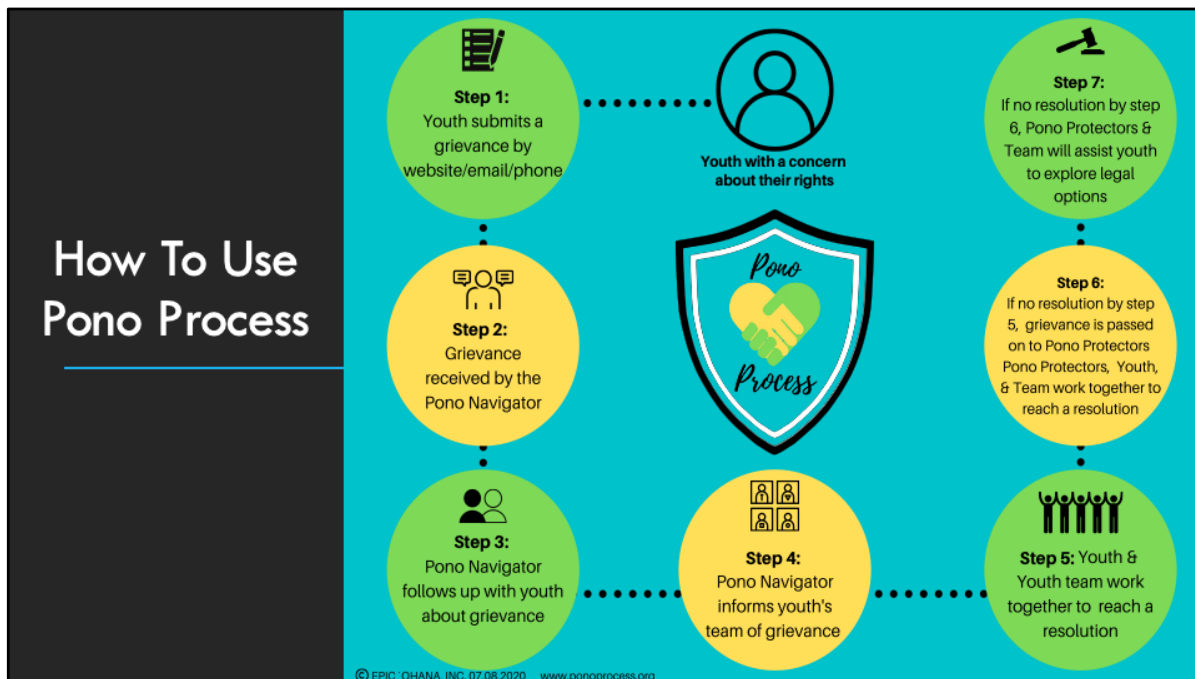 How To Use
Pono Process
Youth with a concern
about their rights
Step 1:
Youth submits a
grievance by
website/email/phone
Step 2:
Grievance
received by the
Pono Navigator
Step 3:
Pono Navigator
follows up with youth
about grievance
Step 4:
Pono Navigator
informs youth's
team of grievance
Step 5: Youth &
Youth team work
together to reach a
resolution
Step 6:
If no resolution by step
5, grievance is passed
on to Pono Protectors
Pono Protectors, Youth,
& Team work together to
reach a resolution
Step 7:
If no resolution by step
6, Pono Protectors &
Team will assist youth
to explore legal
options
Pono
Process
© EPIC `OHANA, INC. 07.08.2020 www.ponoprocess.org